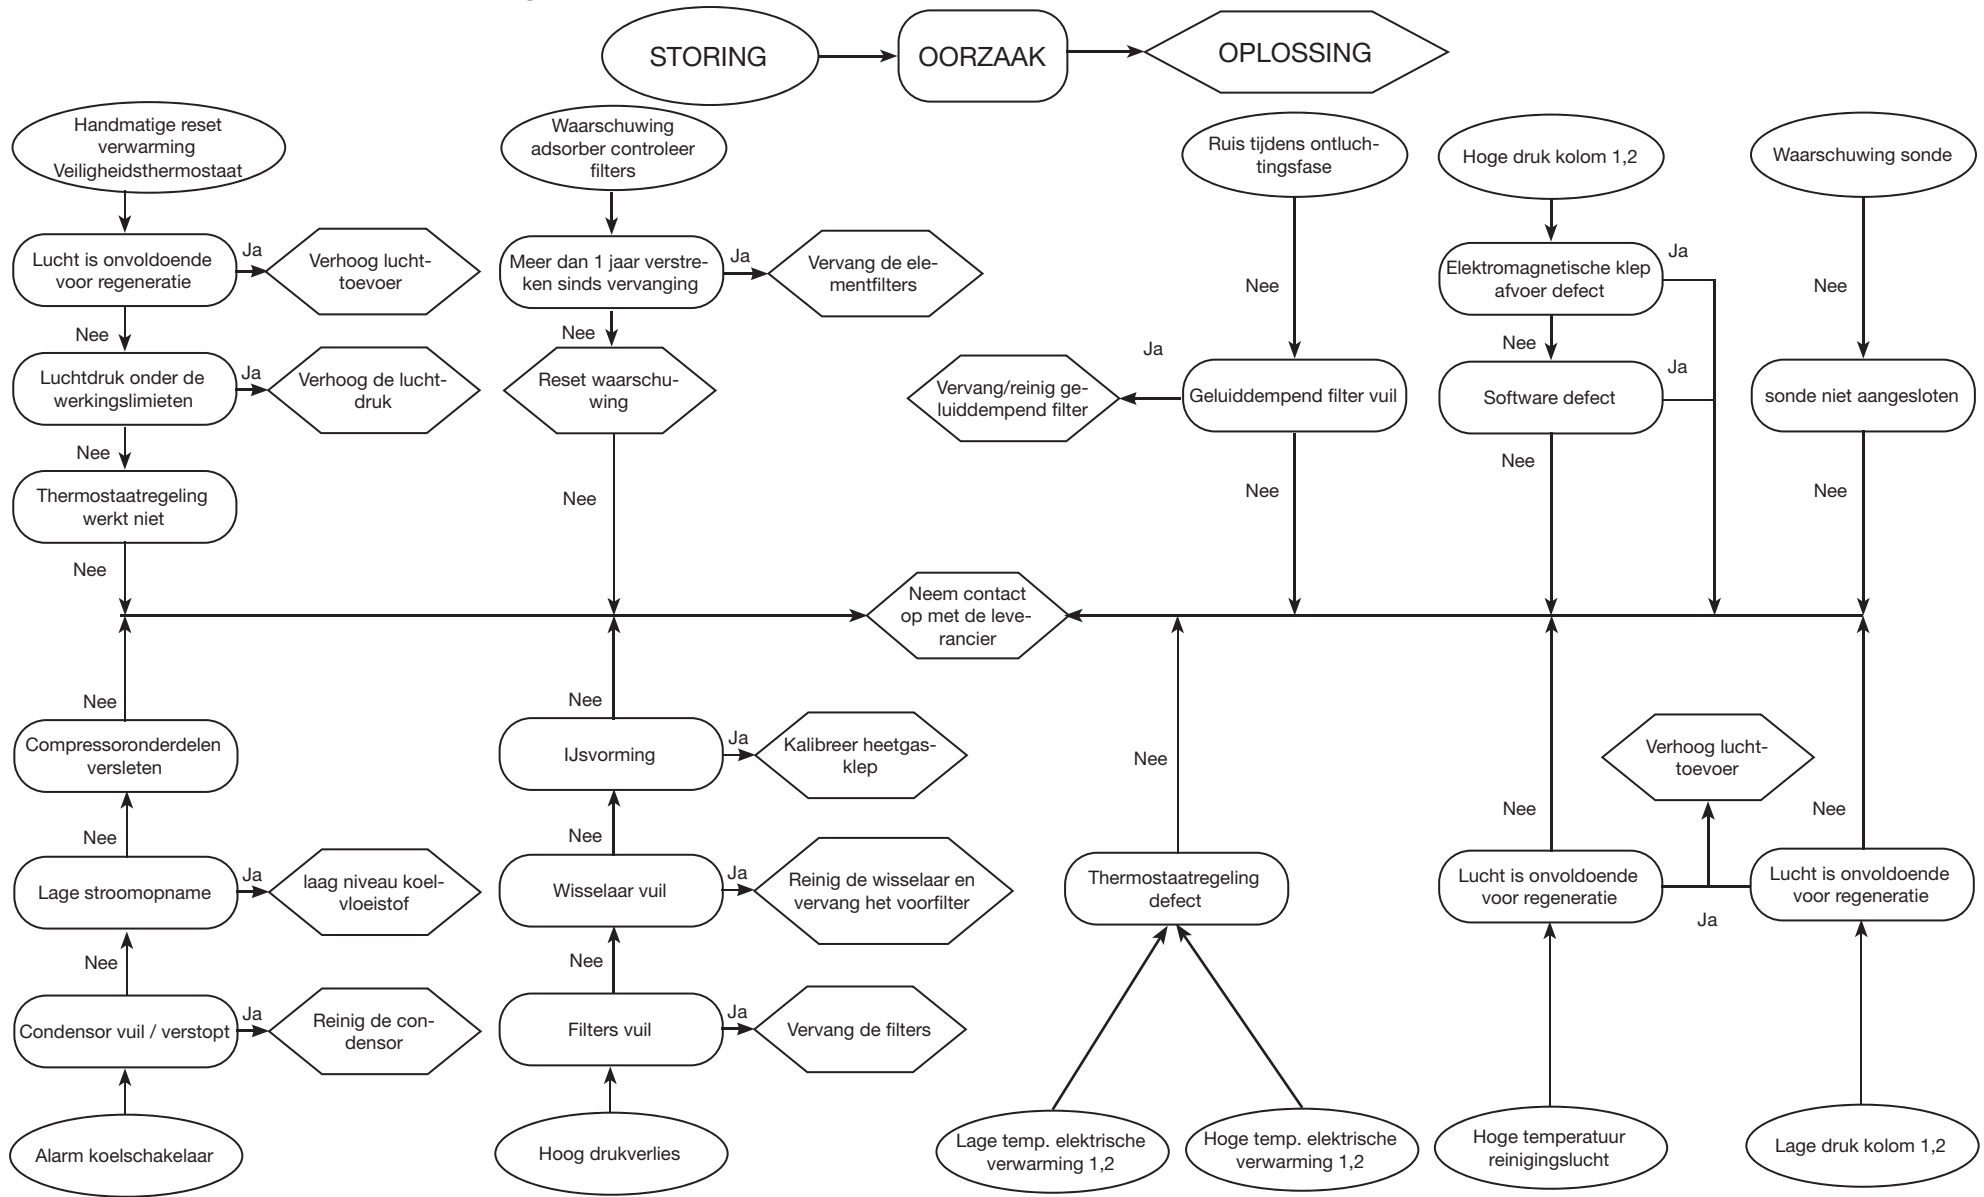 STORING
OORZAAK
OPLOSSING
Handmatige reset
verwarming
Veiligheidsthermostaat
Lucht is onvoldoende
voor regeneratie
Ja
Verhoog lucht-
toevoer
Nee
Luchtdruk onder de
werkingslimieten
Ja
Verhoog de lucht-
druk
Nee
Thermostaatregeling
werkt niet
Nee
Waarschuwing
adsorber controleer
filters
Meer dan 1 jaar verstre-
ken sinds vervanging
Ja
Vervang de ele-
mentfilters
Nee
Reset waarschu-
wing
Nee
Ruis tijdens ontluch-
tingsfase
Nee
Geluiddempend filter vuil
Ja
Vervang/reinig ge-
luiddempend filter
Nee
Hoge druk kolom 1,2
Elektromagnetische klep
afvoer defect
Ja
Nee
Software defect
Ja
Nee
Waarschuwing sonde
Nee
sonde niet aangesloten
Nee
Neem contact
op met de leve-
rancier
Nee
Compressoronderdelen
versleten
Nee
Lage stroomopname
Ja
laag niveau koel-
vloeistof
Nee
Condensor vuil / verstopt
Ja
Reinig de con-
densor
Alarm koelschakelaar
Nee
IJsvorming
Ja
Kalibreer heetgas-
klep
Nee
Wisselaar vuil
Ja
Reinig de wisselaar en
vervang het voorfilter
Nee
Filters vuil
Ja
Vervang de filters
Hoog drukverlies
Nee
Thermostaatregeling
defect
Lage temp. elektrische
verwarming 1,2
Hoge temp. elektrische
verwarming 1,2
Nee
Lucht is onvoldoende
voor regeneratie
Hoge temperatuur
reinigingslucht
Verhoog lucht-
toevoer
Ja
Nee
Lucht is onvoldoende
voor regeneratie
Lage druk kolom 1,2